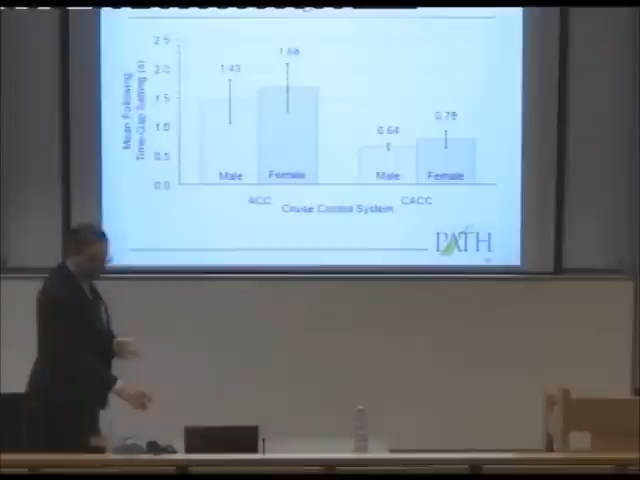 2.5
2.0
1.5
1.0
0.5
0.0
Mean Following
Time-Gap Setting (s)
1.43
1.68
0.64
0.78
Male
Female
Male
Female
ACC
CACC
Cruise Control System
PATH